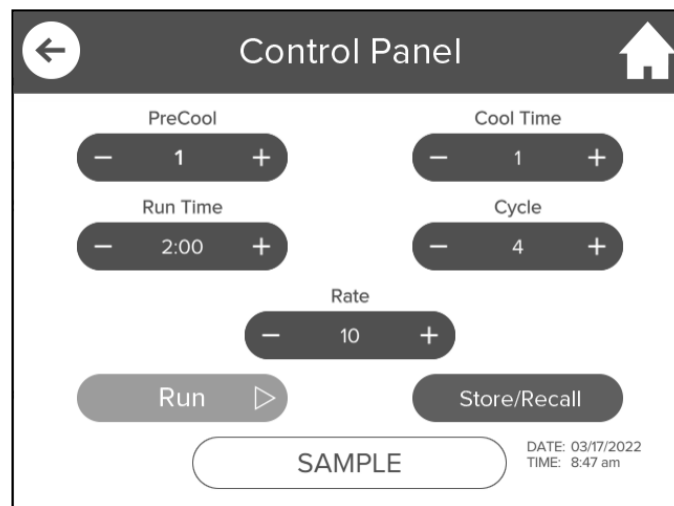 Control Panel
PreCool
Cool Time
− 1 +
− 1 +
Run Time
Cycle
− 2:00 +
− 4 +
Rate
− 10 +
Run
Store/Recall
SAMPLE
DATE: 03/17/2022
TIME: 8:47 am